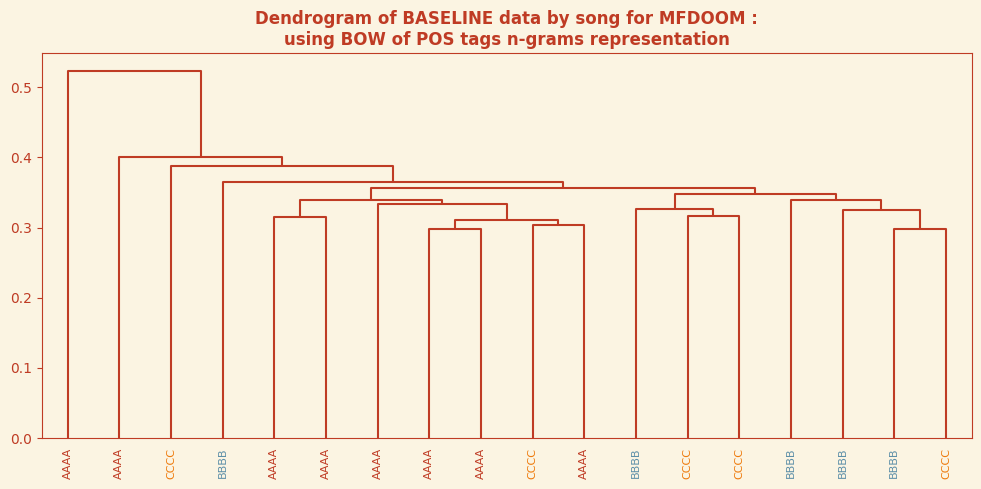 Dendrogram of BASELINE data by song for MFDOOM :
using BOW of POS tags n-grams representation
0.5
0.4
0.3
0.2
0.1
0.0
AAAA
AAAA
CCCC
BBBB
AAAA
AAAA
AAAA
AAAA
AAAA
CCCC
AAAA
BBBB
CCCC
CCCC
BBBB
BBBB
BBBB
CCCC